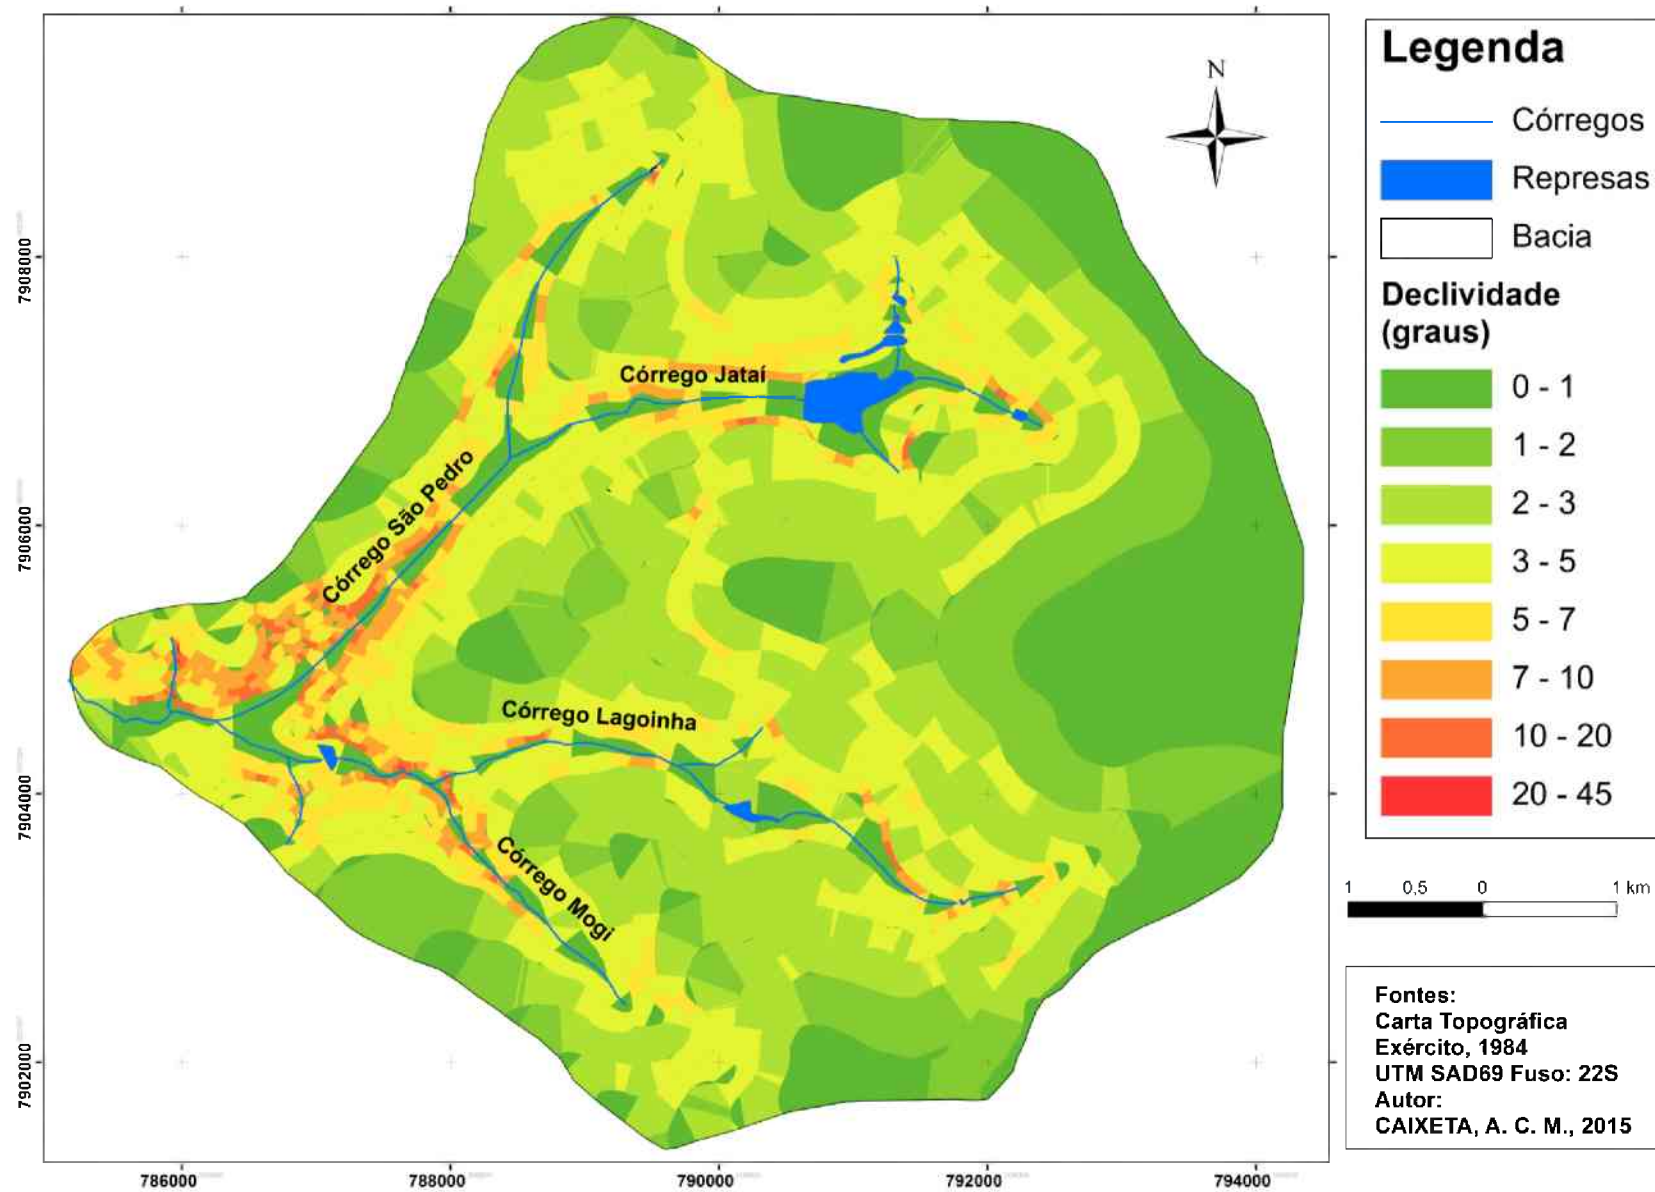 Legenda
Córregos
Represas
Bacia
Declividade
(graus)
0 - 1
1 - 2
2 - 3
3 - 5
5 - 7
7 - 10
10 - 20
20 - 45
N
Córrego Jataí
Córrego São Pedro
Córrego Lagoinha
Córrego Mogi
7908000
7906000
7904000
7902000
786000
788000
790000
792000
794000
1 0,5 0 1 km
Fontes:
Carta Topográfica
Exército, 1984
UTM SAD69 Fuso: 22S
Autor:
CAIXETA, A. C. M., 2015